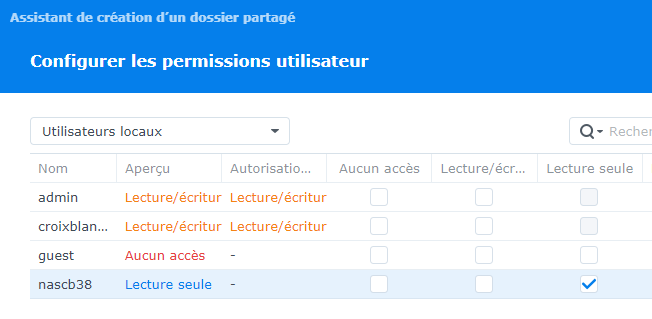 Assistant de création d'un dossier partagé
Configurer les permissions utilisateur
Utilisateurs locaux
Recher
Nom Aperçu Autorisatio... Aucun accès Lecture/écr... Lecture seule
admin Lecture/écritur Lecture/écritur
croixblan... Lecture/écritur Lecture/écritur
guest Aucun accès -
nascb38 Lecture seule -